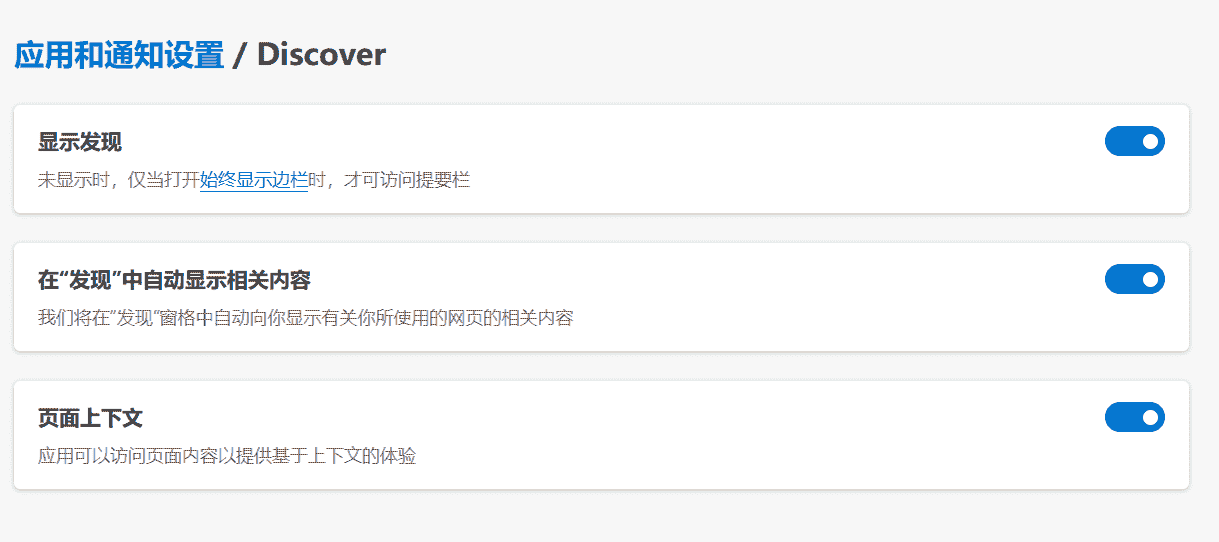 应用和通知设置 / Discover
显示发现
未显示时，仅当打开始终显示边栏时，才可访问提要栏
在“发现”中自动显示相关内容
我们将在“发现”窗格中自动向你显示有关你所使用的网页的相关内容
页面上下文
应用可以访问页面内容以提供基于上下文的体验